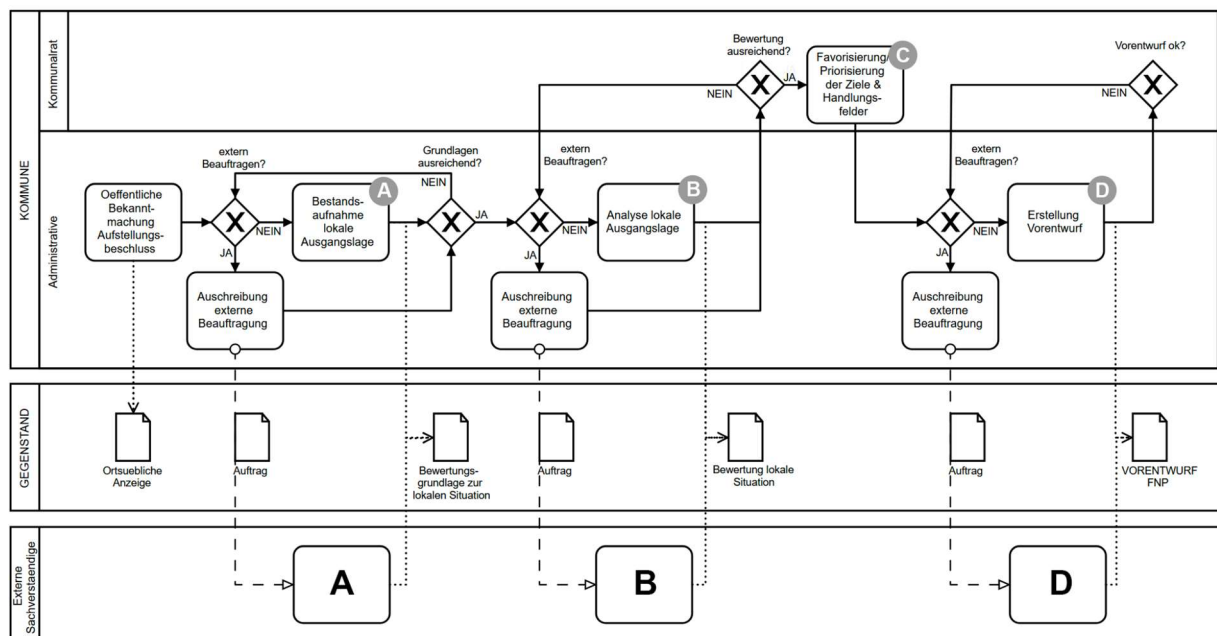 KOMMUNE
Kommunalrat
Bewertung
ausreichend?
X
NEIN
JA
Favorisierung/
Priorisierung
der Ziele &
Handlungs-
felder
C
Vorentwurf ok?
X
NEIN
Administrative
Oeffentliche
Bekannt-
machung
Aufstellungs-
beschluss
extern
Beauftragen?
X
NEIN
JA
Bestands-
aufnahme
lokale
Ausgangslage
A
Grundlagen
ausreichend?
NEIN
X
JA
extern
Beauftragen?
X
NEIN
JA
Analyse lokale
Ausgangslage
B
extern
Beauftragen?
X
NEIN
JA
Erstellung
Vorentwurf
D
Auschreibung
externe
Beauftragung
Auschreibung
externe
Beauftragung
Auschreibung
externe
Beauftragung
GEGENSTAND
Ortsuebliche
Anzeige
Auftrag
Bewertungs-
grundlage zur
lokalen Situation
Auftrag
Bewertung lokale
Situation
Auftrag
VORENTWURF
FNP
Externe
Sachverstaendige
A
B
D